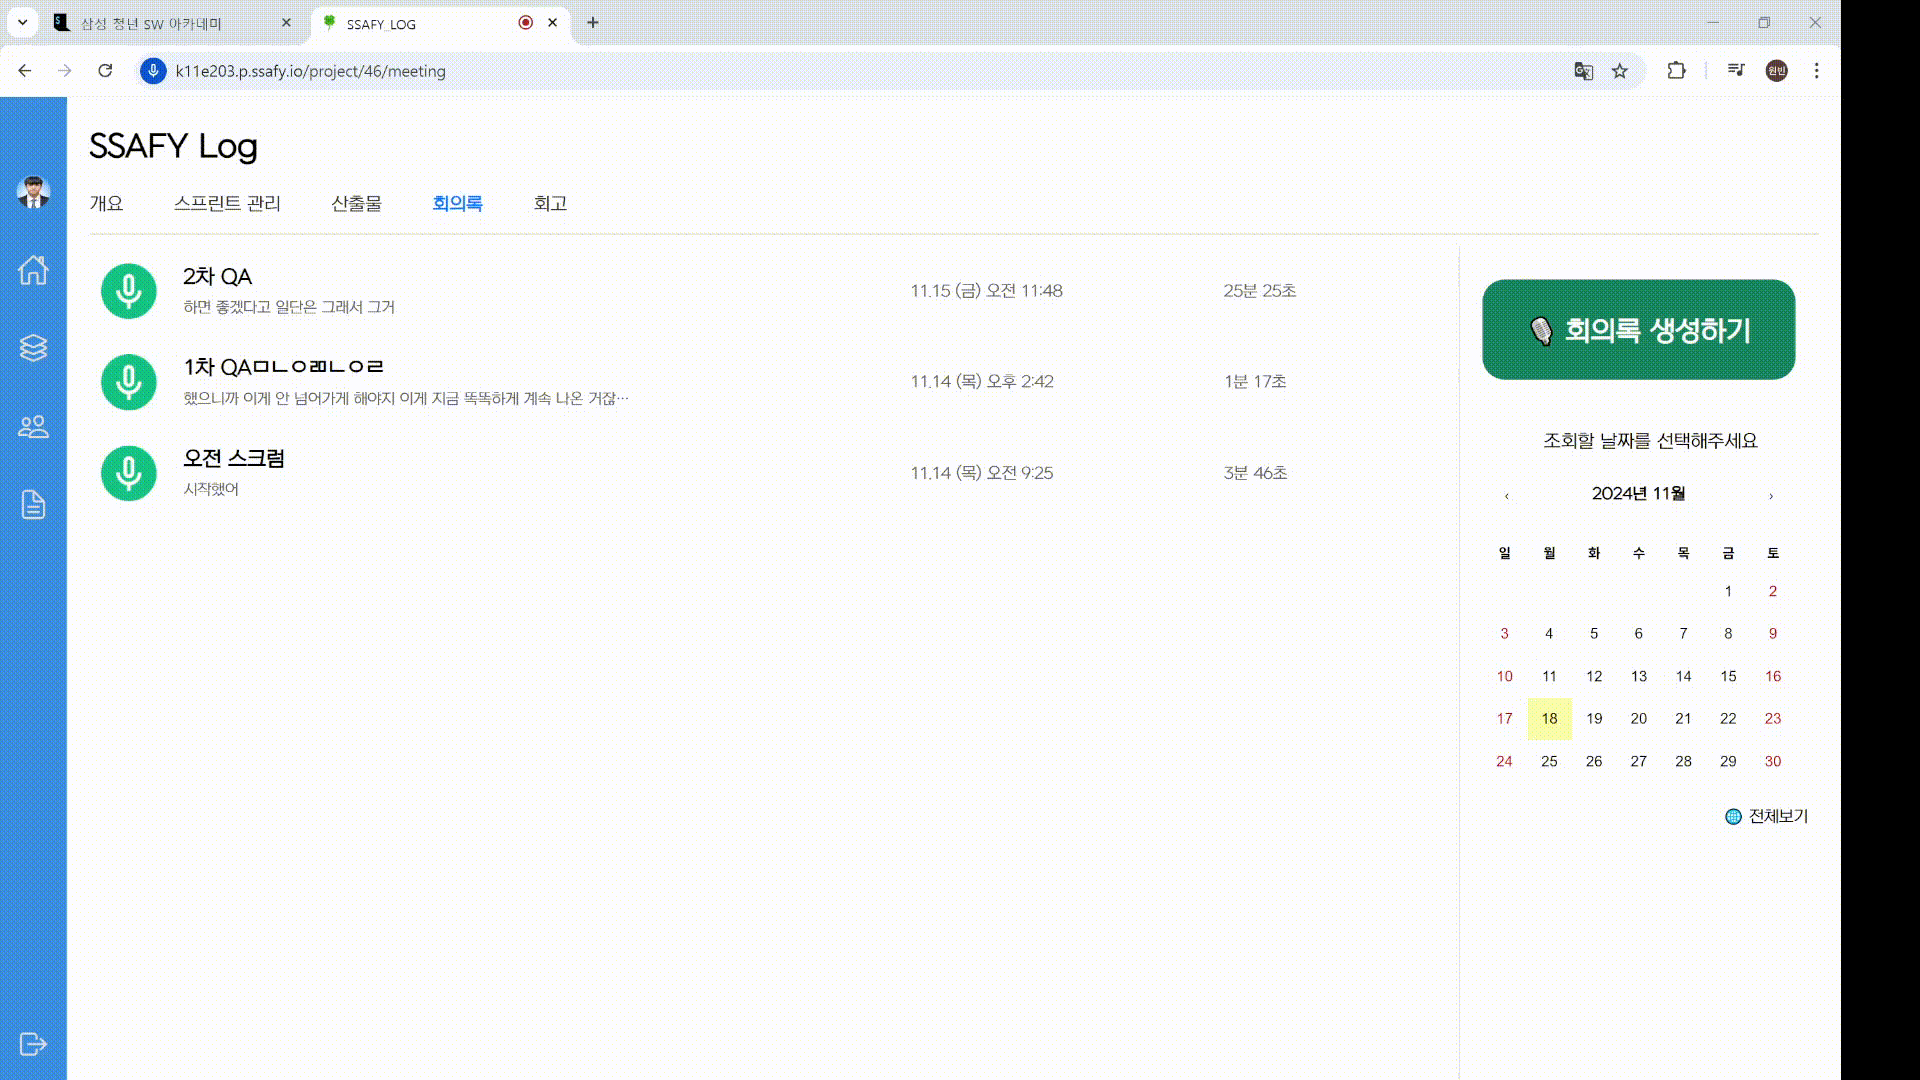 삼성 청년 SW 아카데미
SSAFY_LOG
k11e203.p.ssafy.io/project/46/meeting
원빈
SSAFY Log
개요 스프린트 관리 산출물 회의록 회고
2차 QA
하면 좋겠다고 일단은 그래서 그거
11.15 (금) 오전 11:48
25분 25초
1차 QAㅁㄴㅇㄻㄴㅇㄹ
했으니까 이게 안 넘어가게 해야지 이게 지금 똑똑하게 계속 나온 거잖…
11.14 (목) 오후 2:42
1분 17초
오전 스크럼
시작했어
11.14 (목) 오전 9:25
3분 46초
회의록 생성하기
조회할 날짜를 선택해주세요
‹ 2024년 11월 ›
일 월 화 수 목 금 토
1 2
3 4 5 6 7 8 9
10 11 12 13 14 15 16
17 18 19 20 21 22 23
24 25 26 27 28 29 30
전체보기